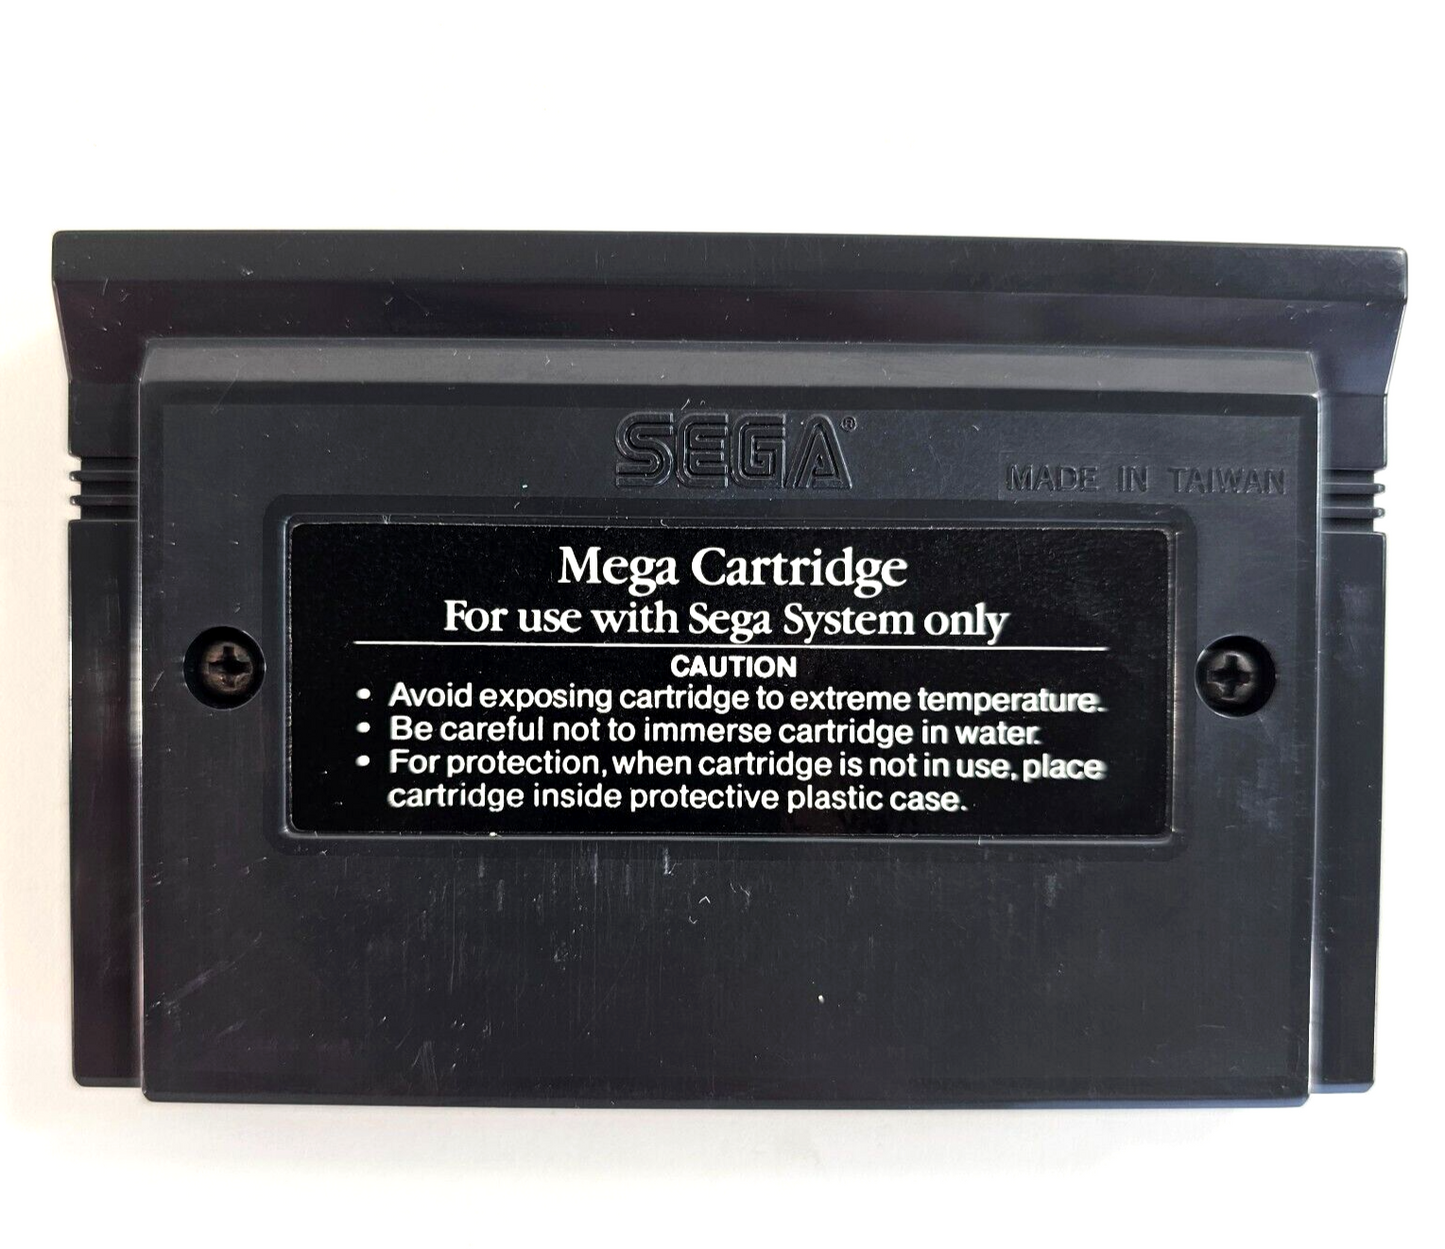 SEGA®
MADE IN TAIWAN
Mega Cartridge
For use with Sega System only
CAUTION
• Avoid exposing cartridge to extreme temperature.
• Be careful not to immerse cartridge in water.
• For protection, when cartridge is not in use, place
cartridge inside protective plastic case.